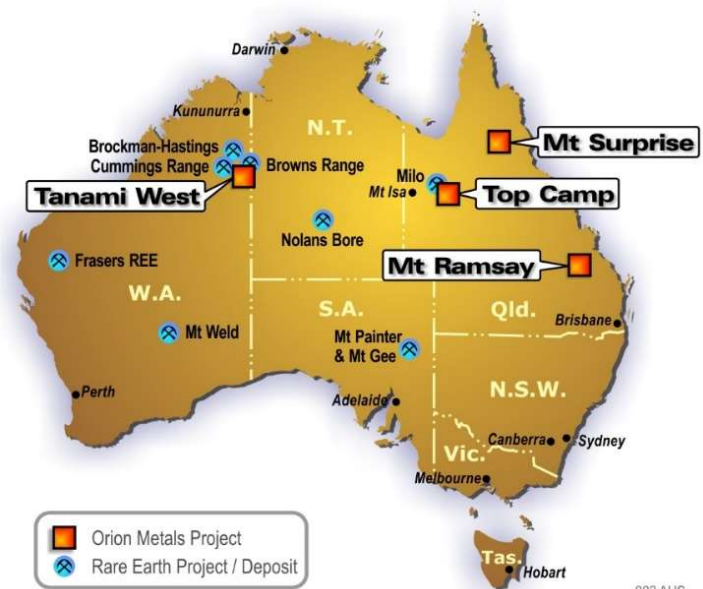 Darwin
Kununurra
N.T.
Brockman-Hastings
Cummings Range
Browns Range
Tanami West
Mt Surprise
Milo
Mt Isa
Top Camp
Nolans Bore
Frasers REE
Mt Ramsay
W.A.
S.A.
Qld.
Brisbane
Mt Weld
Mt Painter
& Mt Gee
N.S.W.
Perth
Adelaide
Canberra
Sydney
Vic.
Melbourne
Orion Metals Project
Rare Earth Project / Deposit
Tas.
Hobart